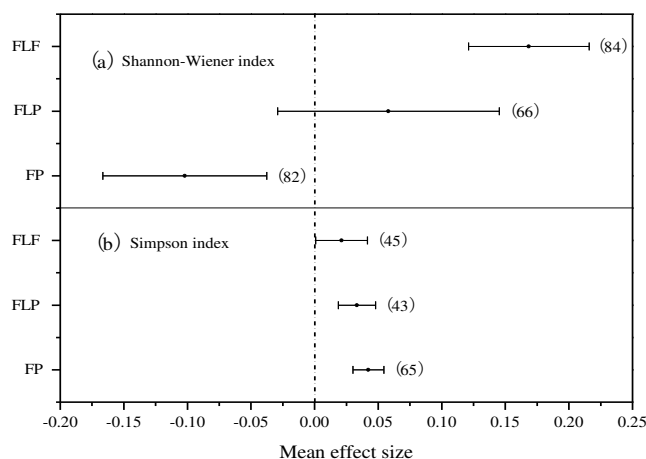 FLF
(84)
(a) Shannon-Wiener index
FLP
(66)
FP
(82)
FLF
(45)
(b) Simpson index
FLP
(43)
FP
(65)
-0.20 -0.15 -0.10 -0.05 0.00 0.05 0.10 0.15 0.20 0.25
Mean effect size